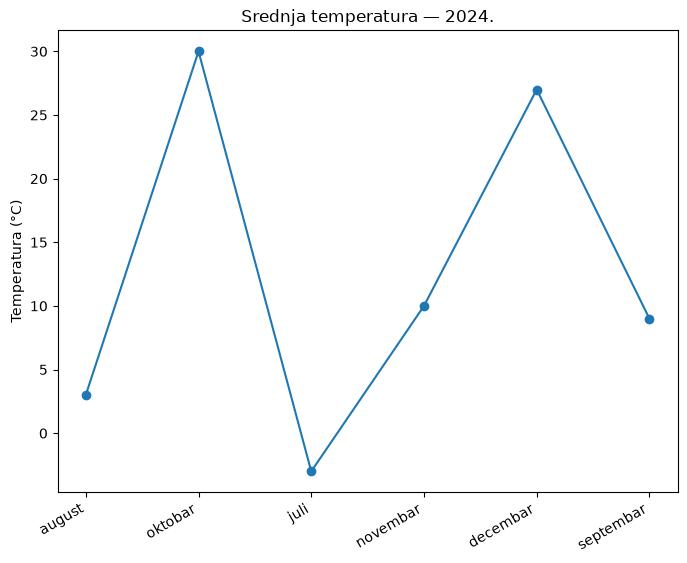 Srednja temperatura — 2024.
Temperatura (°C)
30
25
20
15
10
5
0
august
oktobar
juli
novembar
decembar
septembar